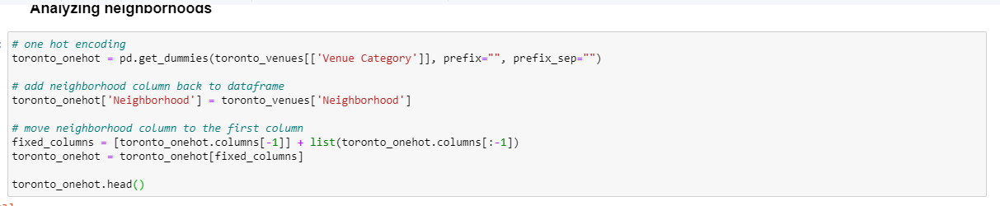 Analyzing neighborhoods
# one hot encoding
toronto_onehot = pd.get_dummies(toronto_venues[['Venue Category']], prefix="", prefix_sep="")
# add neighborhood column back to dataframe
toronto_onehot['Neighborhood'] = toronto_venues['Neighborhood']
# move neighborhood column to the first column
fixed_columns = [toronto_onehot.columns[-1]] + list(toronto_onehot.columns[:-1])
toronto_onehot = toronto_onehot[fixed_columns]
toronto_onehot.head()